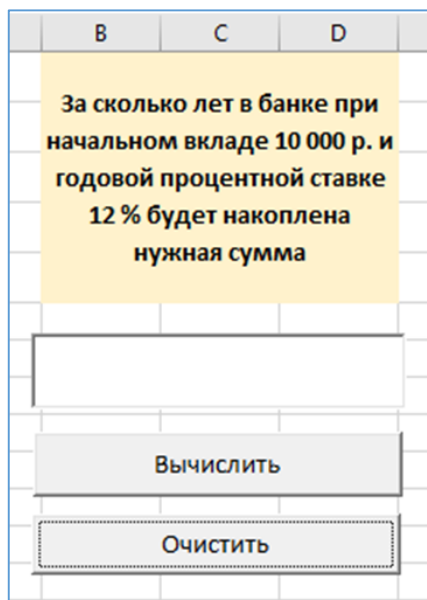 B C D
За сколько лет в банке при
начальном вкладе 10 000 р. и
годовой процентной ставке
12 % будет накоплена
нужная сумма
Вычислить
Очистить